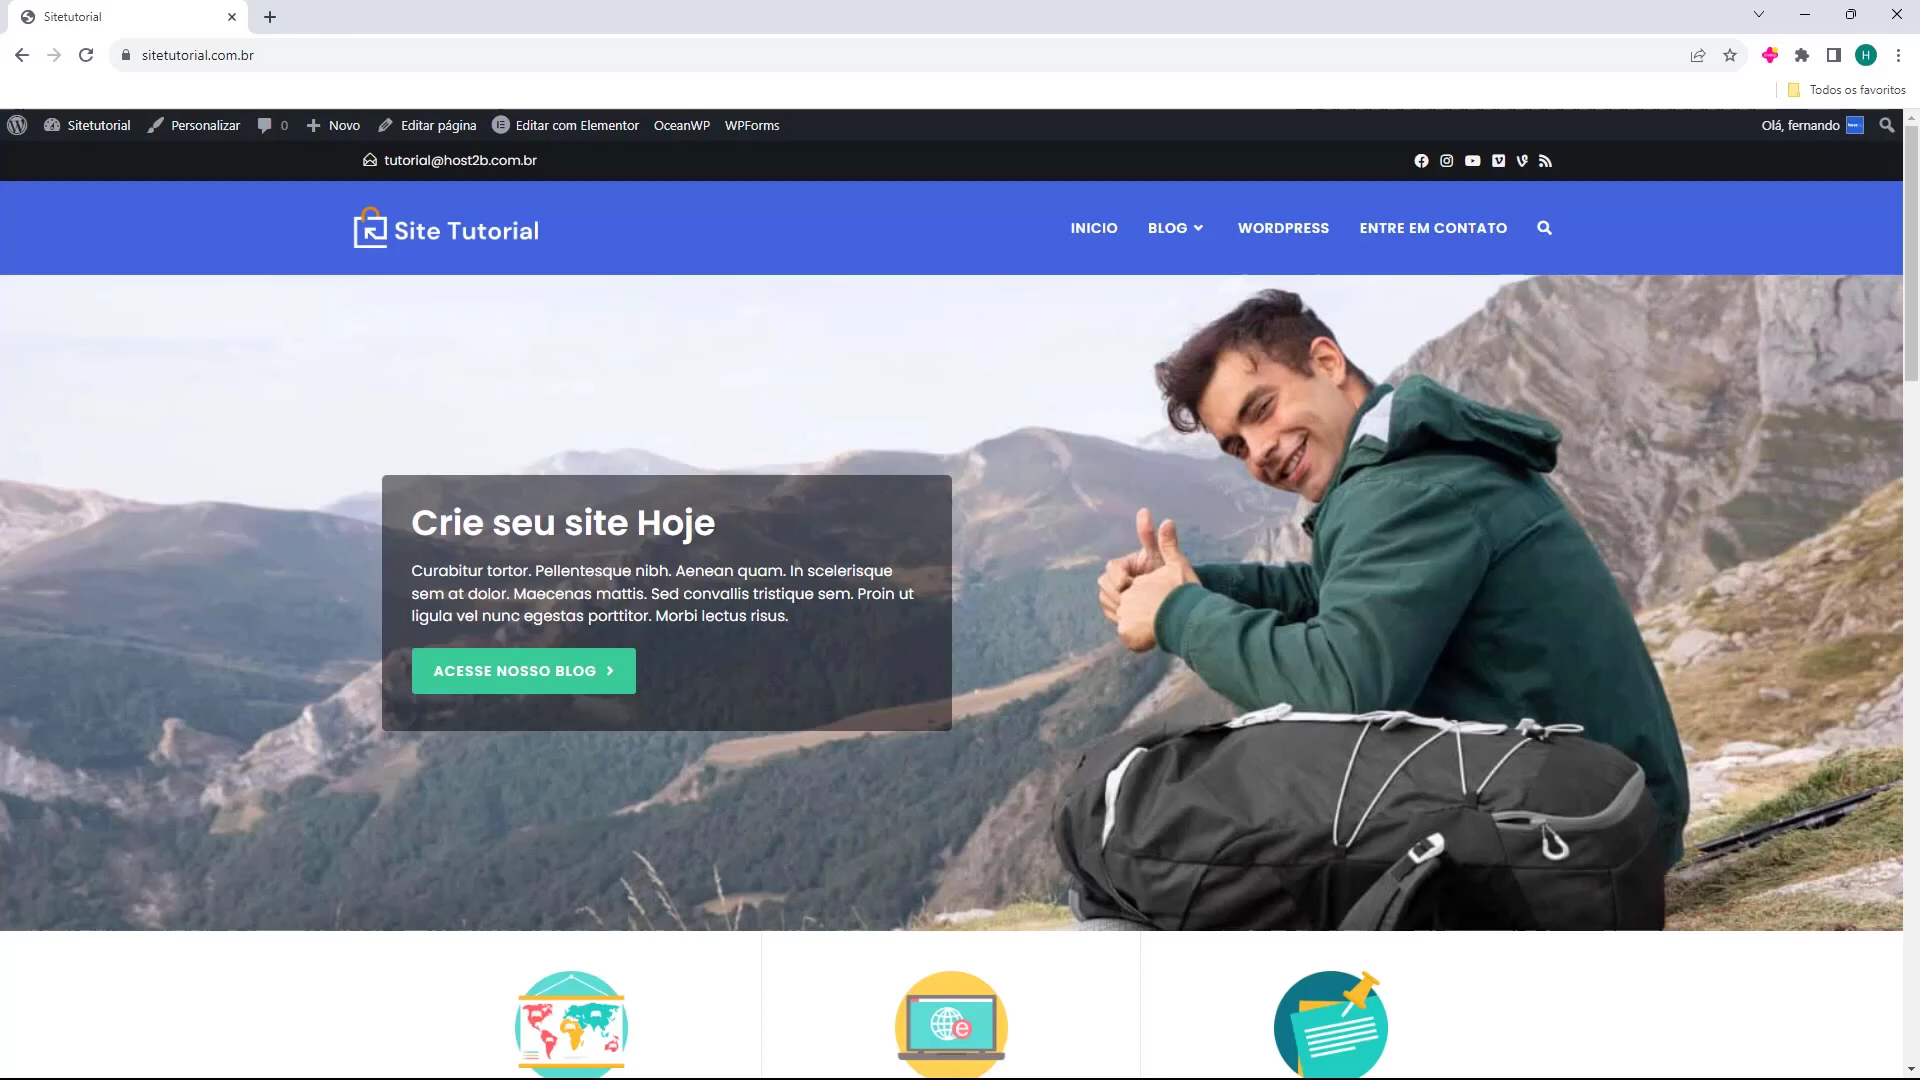 Sitetutorial
sitetutorial.com.br
H
Todos os favoritos
Sitetutorial
Personalizar
0
Novo
Editar página
Editar com Elementor
OceanWP
WPForms
Olá, fernando
tutorial@host2b.com.br
Site Tutorial
INICIO
BLOG
WORDPRESS
ENTRE EM CONTATO
Crie seu site Hoje
Curabitur tortor. Pellentesque nibh. Aenean quam. In scelerisque
sem at dolor. Maecenas mattis. Sed convallis tristique sem. Proin ut
ligula vel nunc egestas porttitor. Morbi lectus risus.
ACESSE NOSSO BLOG
e